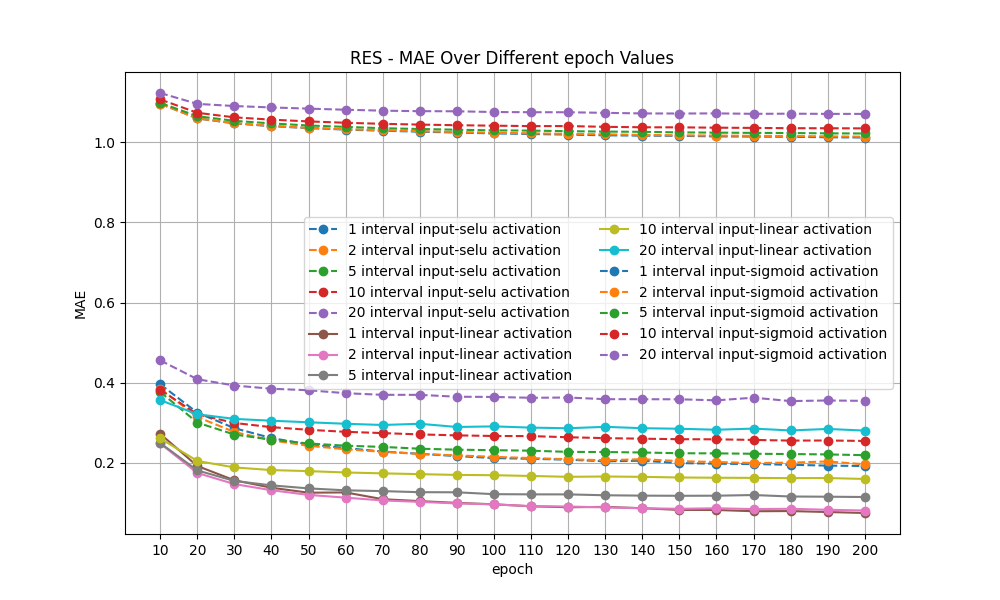 RES - MAE Over Different epoch Values
MAE
1.0
0.8
0.6
0.4
0.2
1 interval input-selu activation
2 interval input-selu activation
5 interval input-selu activation
10 interval input-selu activation
20 interval input-selu activation
1 interval input-linear activation
2 interval input-linear activation
5 interval input-linear activation
10 interval input-linear activation
20 interval input-linear activation
1 interval input-sigmoid activation
2 interval input-sigmoid activation
5 interval input-sigmoid activation
10 interval input-sigmoid activation
20 interval input-sigmoid activation
10 20 30 40 50 60 70 80 90 100 110 120 130 140 150 160 170 180 190 200
epoch